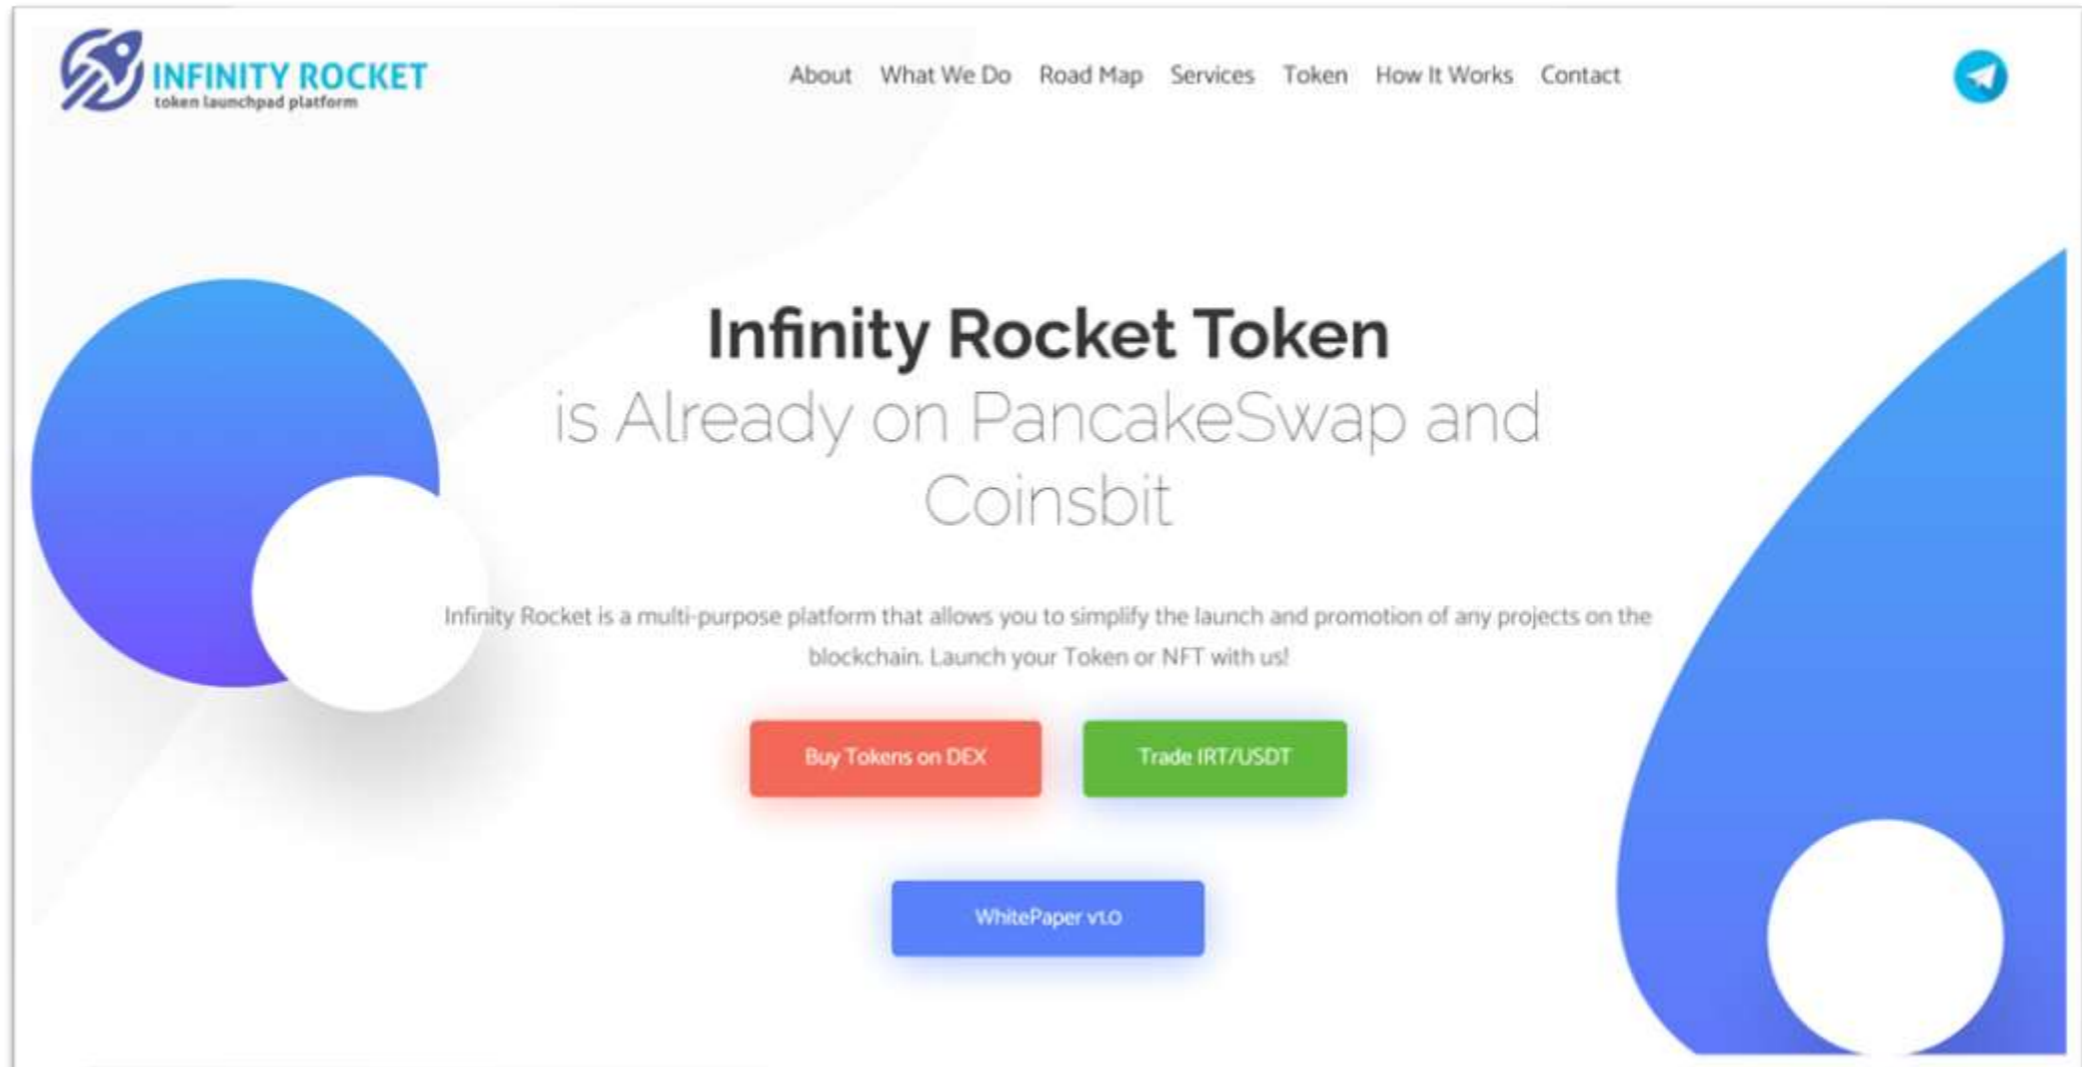 INFINITY ROCKET
token launchpad platform
About What We Do Road Map Services Token How It Works Contact
Infinity Rocket Token
is Already on PancakeSwap and
Coinsbit
Infinity Rocket is a multi-purpose platform that allows you to simplify the launch and promotion of any projects on the
blockchain. Launch your Token or NFT with us!
Buy Tokens on DEX Trade IRT/USDT
WhitePaper v1.0